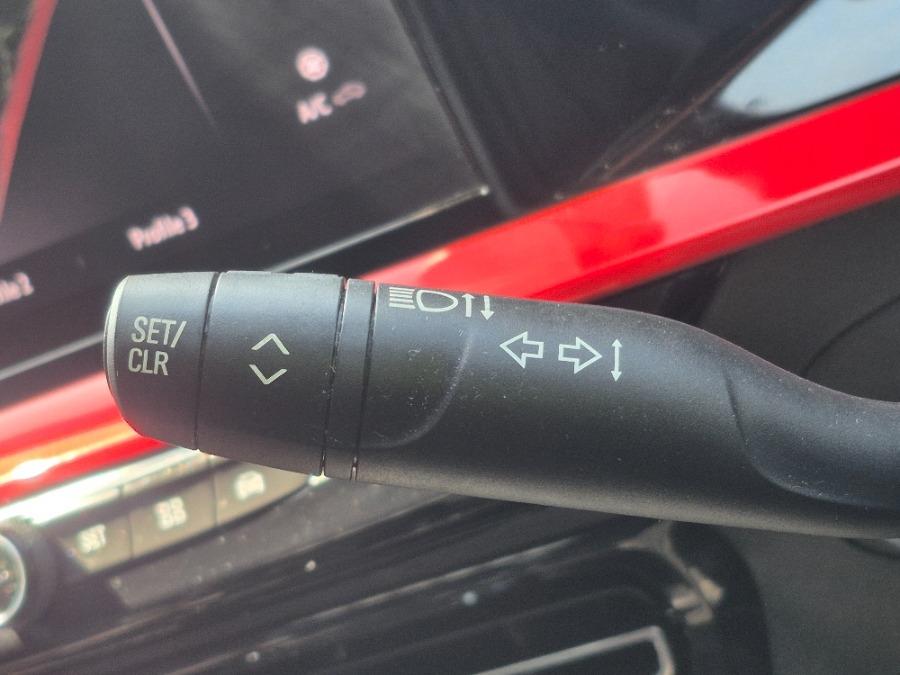 A/C
Profile 3
SET/
CLR
SET